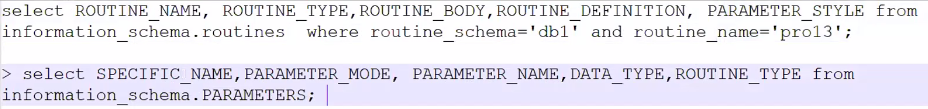 select ROUTINE_NAME, ROUTINE_TYPE,ROUTINE_BODY,ROUTINE_DEFINITION, PARAMETER_STYLE from
information_schema.routines  where routine_schema='db1' and routine_name='pro13';
> select SPECIFIC_NAME,PARAMETER_MODE, PARAMETER_NAME,DATA_TYPE,ROUTINE_TYPE from
information_schema.PARAMETERS;